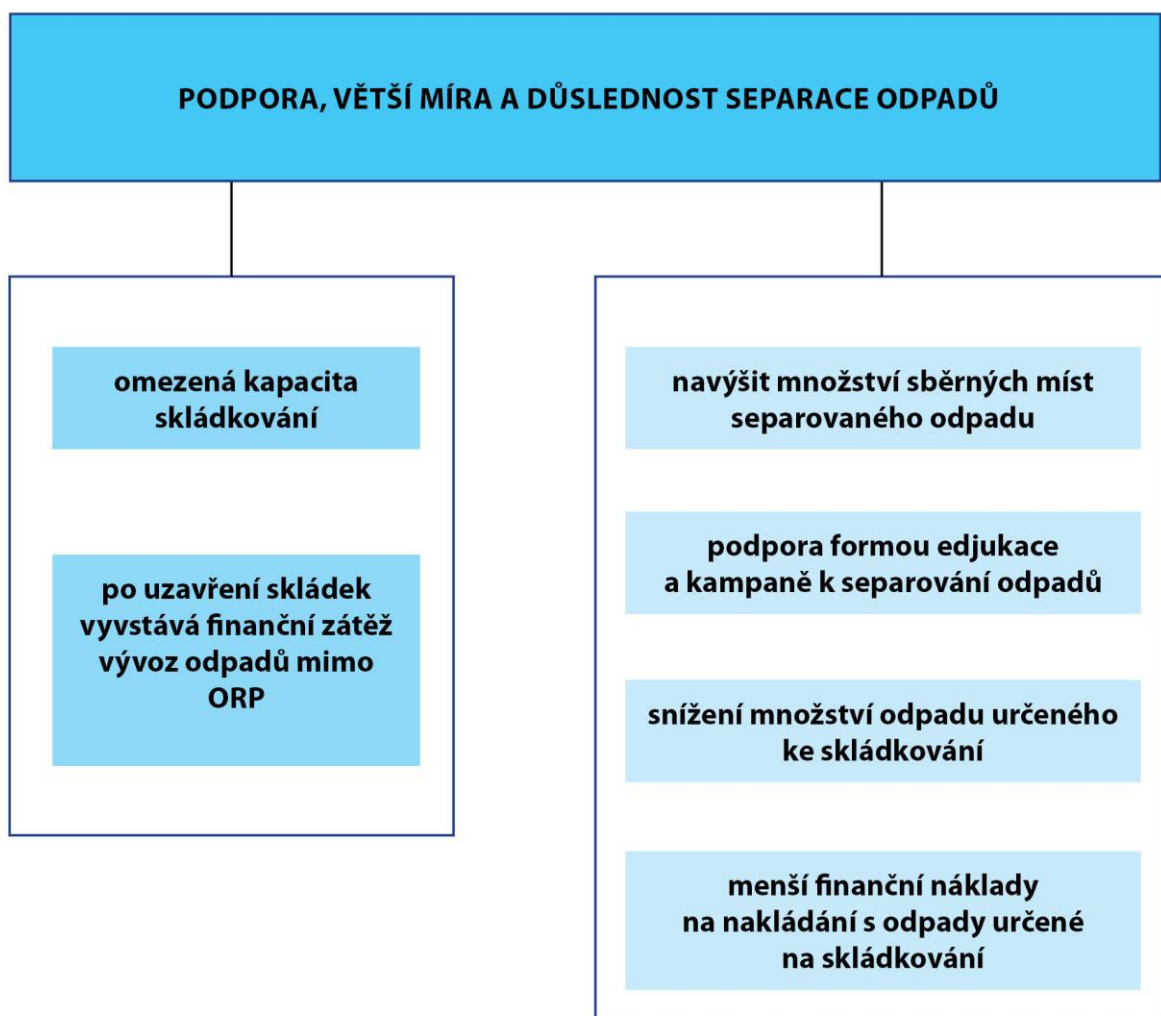 PODPORA, VĚTŠÍ MÍRA A DŮSLEDNOST SEPARACE ODPADŮ
omezená kapacita
skládkování
po uzavření skládek
vyvstává finanční zátěž
vývoz odpadů mimo
ORP
navýšit množství sběrných míst
separovaného odpadu
podpora formou edjukace
a kampaně k separování odpadů
snížení množství odpadu určeného
ke skládkování
menší finanční náklady
na nakládání s odpady určené
na skládkování